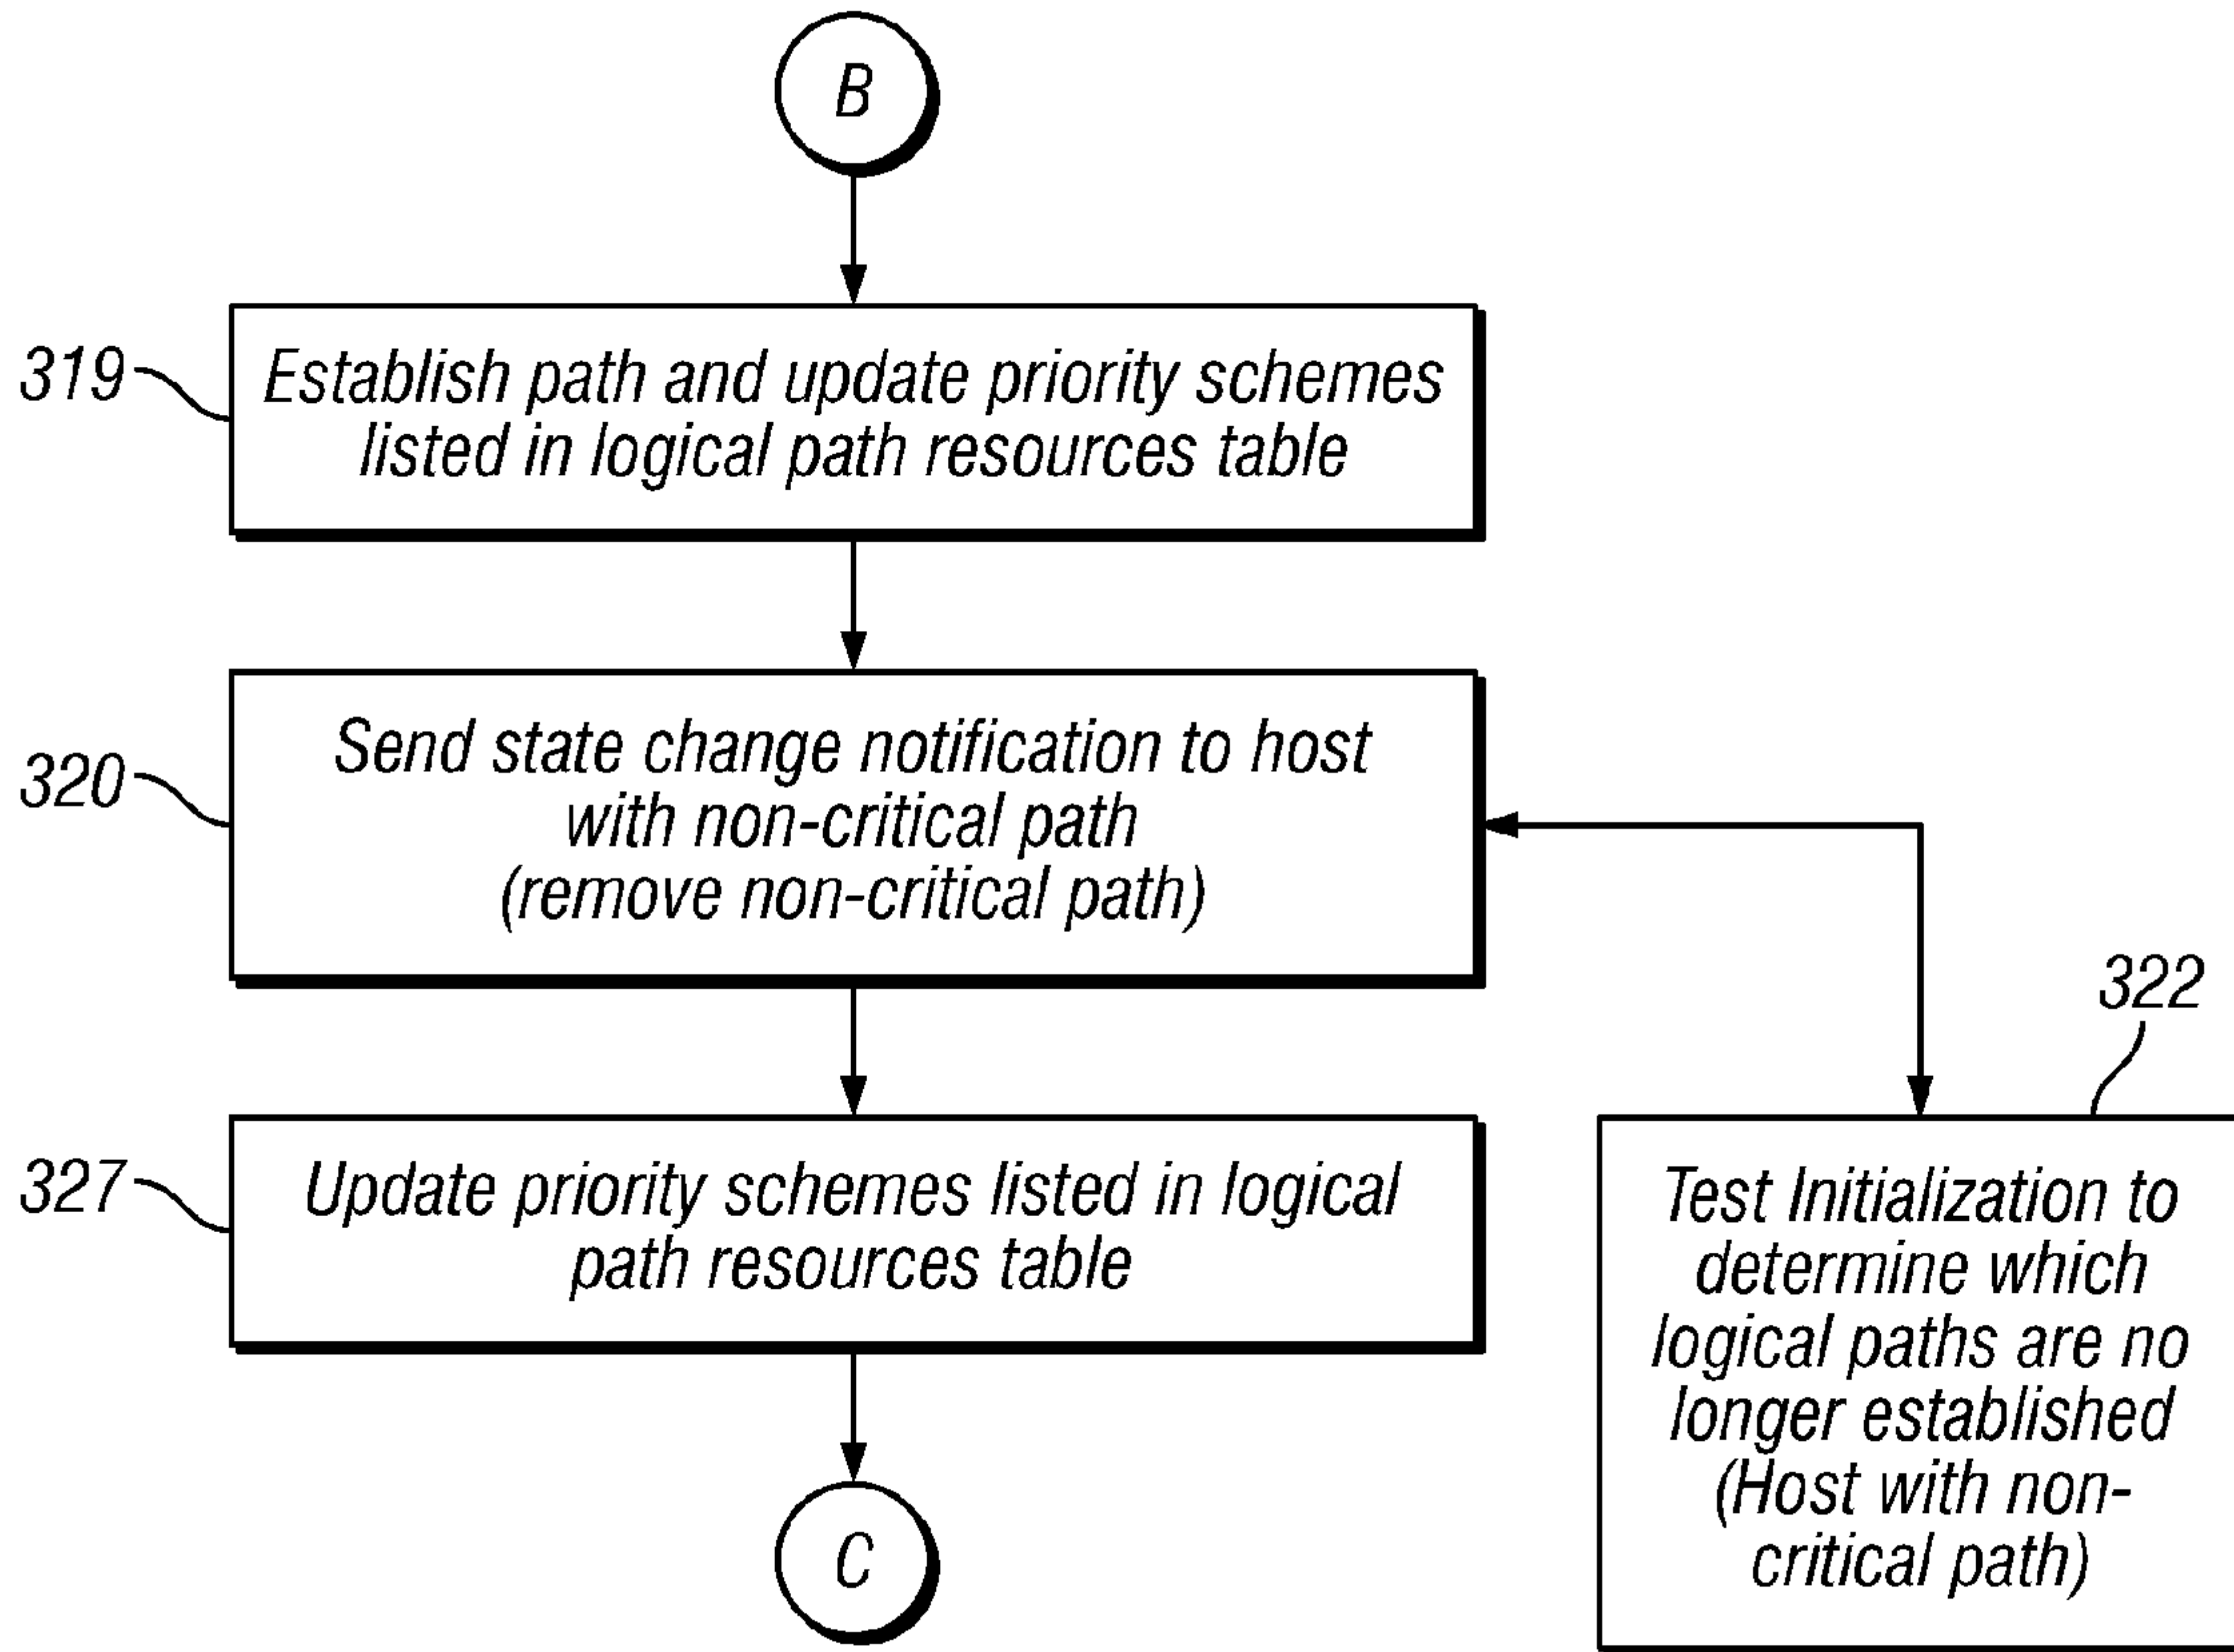 B
319
Establish path and update priority schemes
listed in logical path resources table
320
Send state change notification to host
with non-critical path
(remove non-critical path)
322
327
Update priority schemes listed in logical
path resources table
Test Initialization to
determine which
logical paths are no
longer established
(Host with non-
critical path)
C